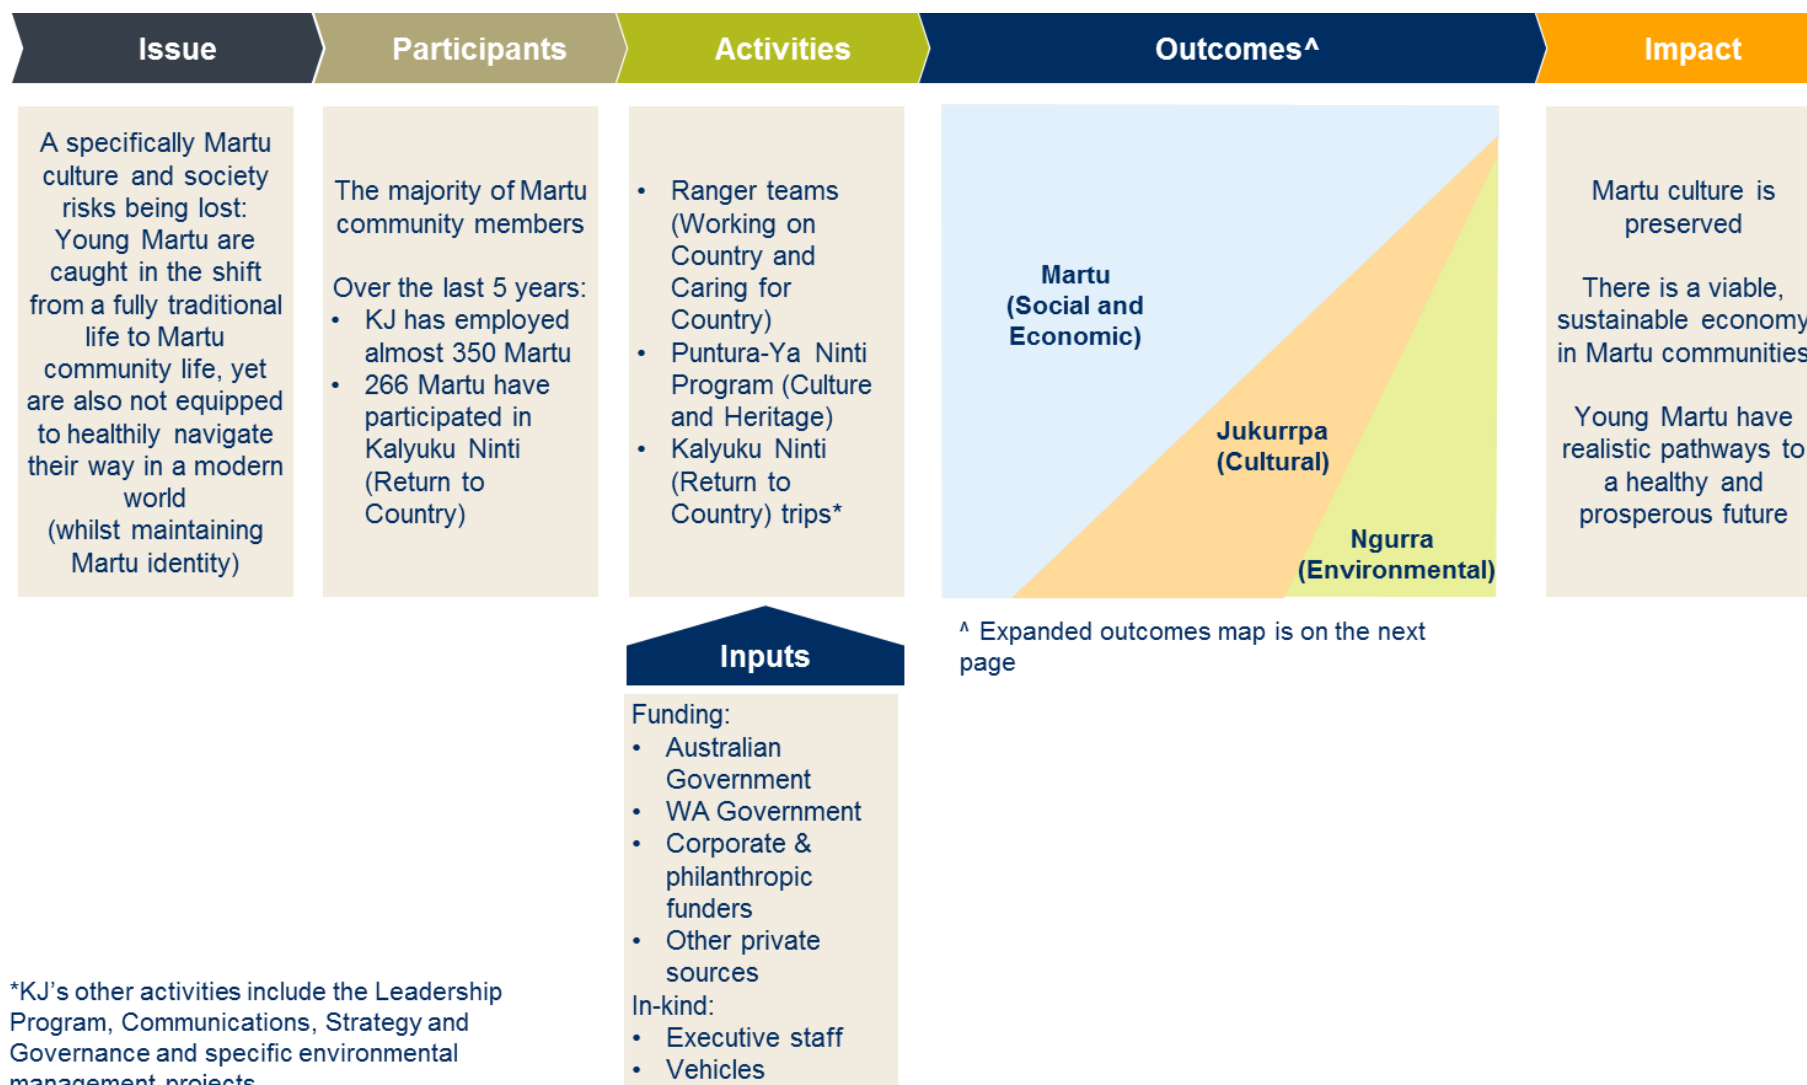 Issue
Participants
Activities
Outcomes^
Impact
A specifically Martu
culture and society
risks being lost:
Young Martu are
caught in the shift
from a fully traditional
life to Martu
community life, yet
are also not equipped
to healthily navigate
their way in a modern
world
(whilst maintaining
Martu identity)
The majority of Martu
community members
Over the last 5 years:
• KJ has employed
almost 350 Martu
• 266 Martu have
participated in
Kalyuku Ninti
(Return to
Country)
• Ranger teams
(Working on
Country and
Caring for
Country)
• Puntura-Ya Ninti
Program (Culture
and Heritage)
• Kalyuku Ninti
(Return to
Country) trips*
Martu
(Social and
Economic)
Jukurrpa
(Cultural)
Ngurra
(Environmental)
Martu culture is
preserved
There is a viable,
sustainable economy
in Martu communities
Young Martu have
realistic pathways to
a healthy and
prosperous future
^ Expanded outcomes map is on the next
page
Inputs
Funding:
• Australian
Government
• WA Government
• Corporate &
philanthropic
funders
• Other private
sources
In-kind:
• Executive staff
• Vehicles
*KJ's other activities include the Leadership
Program, Communications, Strategy and
Governance and specific environmental
management projects